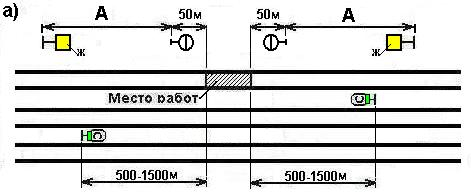 а)
А 50м 50м А
ж ж
Место работ
С
С
500-1500м 500-1500м